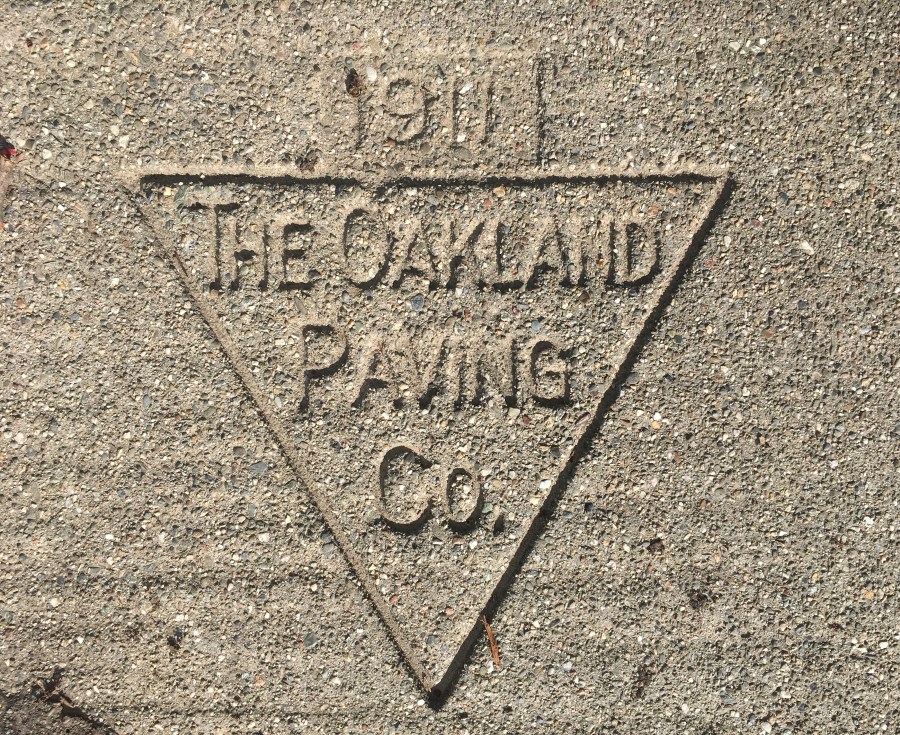 1911
THE OAKLAND
PAVING
CO.